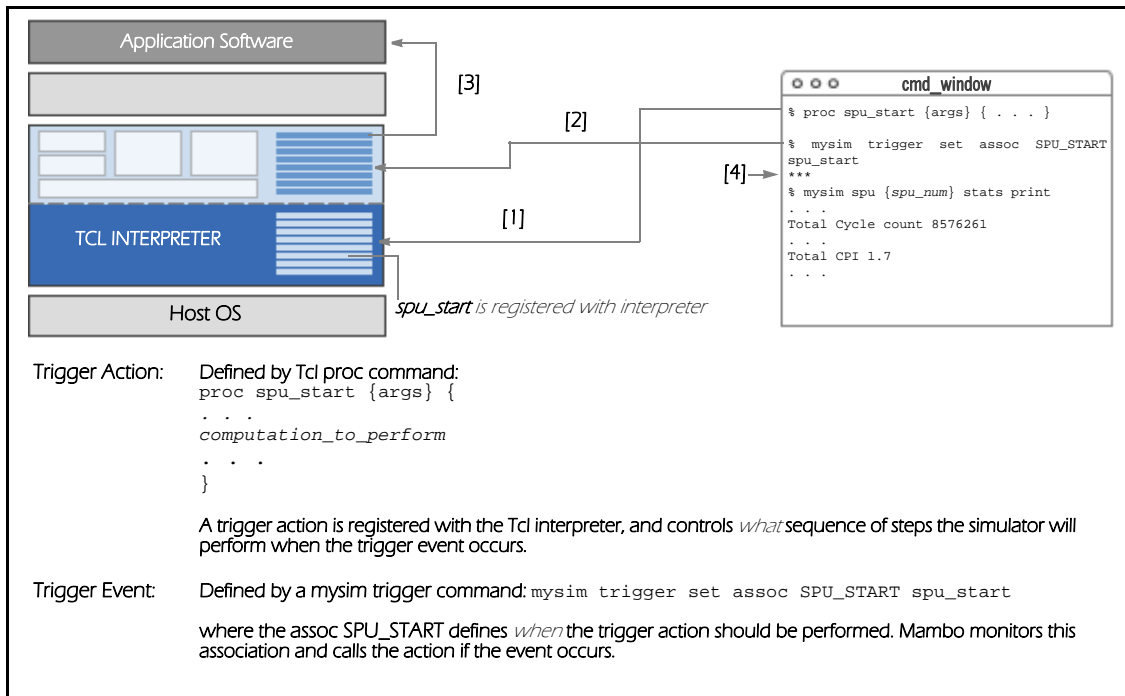 Application Software
[3]
cmd_window
% proc spu_start {args} { . . . }
[2]
% mysim trigger set assoc SPU_START
spu_start
[4]
***
% mysim spu {spu_num} stats print
. . .
Total Cycle count 8576261
. . .
Total CPI 1.7
. . .
[1]
TCL INTERPRETER
Host OS
spu_start is registered with interpreter
Trigger Action:
Defined by Tcl proc command:
proc spu_start {args} {
. . .
computation_to_perform
. . .
}
A trigger action is registered with the Tcl interpreter, and controls what sequence of steps the simulator will
perform when the trigger event occurs.
Trigger Event:
Defined by a mysim trigger command: mysim trigger set assoc SPU_START spu_start
where the assoc SPU_START defines when the trigger action should be performed. Mambo monitors this
association and calls the action if the event occurs.